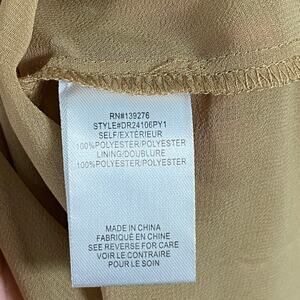 RN#139276
STYLE#DR24106PY1
SELF/EXTÉRIEUR
100%POLYESTER/POLYESTER
LINING/DOUBLURE
100%POLYESTER/POLYESTER
MADE IN CHINA
FABRIQUÉ EN CHINE
SEE REVERSE FOR CARE
VOIR LE CONTRAIRE
POUR LE SOIN